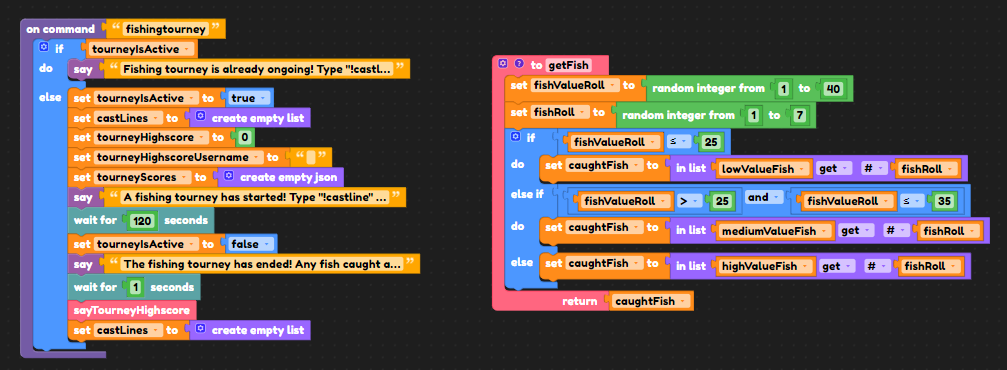 on command “ fishingtourney ”
if tourneyIsActive
do say “ Fishing tourney is already ongoing! Type "!castl... ”
else set tourneyIsActive to true
set castLines to create empty list
set tourneyHighscore to 0
set tourneyHighscoreUsername to “ ”
set tourneyScores to create empty json
say “ A fishing tourney has started! Type "!castline" ... ”
wait for 120 seconds
set tourneyIsActive to false
say “ The fishing tourney has ended! Any fish caught a... ”
wait for 1 seconds
sayTourneyHighscore
set castLines to create empty list
? to getFish
set fishValueRoll to random integer from 1 to 40
set fishRoll to random integer from 1 to 7
if fishValueRoll ≤ 25
do set caughtFish to in list lowValueFish get # fishRoll
else if fishValueRoll > 25 and fishValueRoll ≤ 35
do set caughtFish to in list mediumValueFish get # fishRoll
else set caughtFish to in list highValueFish get # fishRoll
return caughtFish